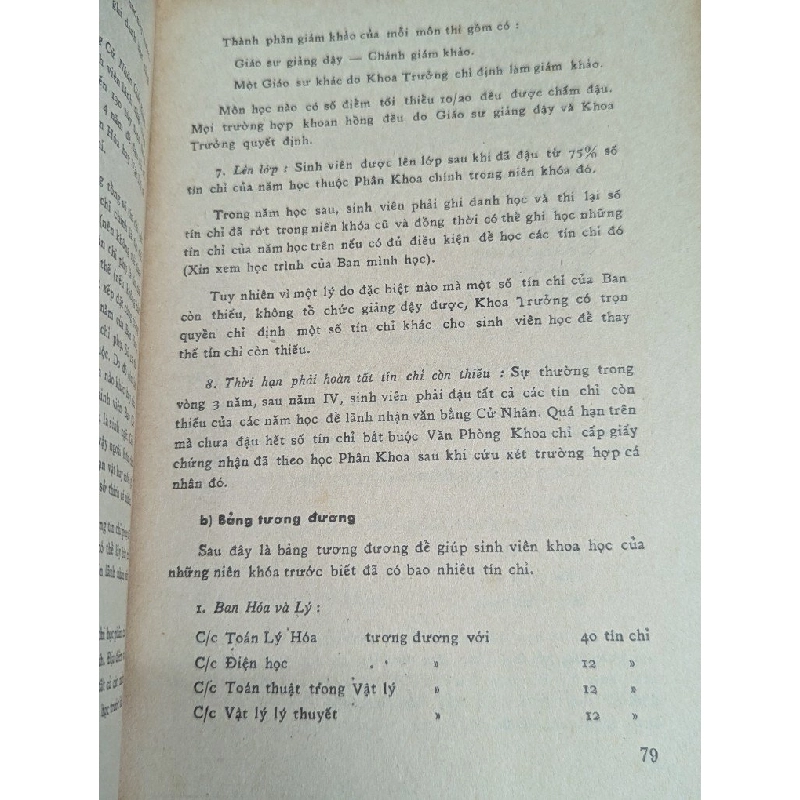 Thành phần giám khảo của mỗi môn thi gồm có :
Giáo sư giảng dậy — Chánh giám khảo.
Một Giáo sư khác do Khoa Trưởng chỉ định làm giám khảo.
Môn học nào có số điểm tối thiểu 10/20 đều được chấm đậu.
Mọi trường hợp khoan hồng đều do Giáo sư giảng dậy và Khoa
Trưởng quyết định.
7. Lên lớp : Sinh viên được lên lớp sau khi đã đậu từ 75% số
tín chỉ của năm học thuộc Phân Khoa chính trong niên khóa đó.
Trong năm học sau, sinh viên phải ghi danh học và thi lại số
tín chỉ đã rớt trong niên khóa cũ và đồng thời có thể ghi học những
tín chỉ của năm học trên nếu có đủ điều kiện để học các tín chỉ đó
(Xin xem học trình của Ban mình học).
Tuy nhiên vì một lý do đặc biệt nào mà một số tín chỉ của Ban
còn thiếu, không tổ chức giảng dậy được, Khoa Trưởng có trọn
quyền chỉ định một số tín chỉ khác cho sinh viên học để thay
thế tín chỉ còn thiếu.
8. Thời hạn phải hoàn tất tín chỉ còn thiếu : Sự thường trong
vòng 3 năm, sau năm IV, sinh viên phải đậu tất cả các tín chỉ còn
thiếu của các năm học để lãnh nhận văn bằng Cử Nhân. Quá hạn trên
mà chưa đậu hết số tín chỉ bắt buộc Văn Phòng Khoa chỉ cấp giấy
chứng nhận đã theo học Phân Khoa sau khi cứu xét trường hợp cá
nhân đó.
b) Bảng tương đương
Sau đây là bảng tương đương để giúp sinh viên khoa học của
những niên khóa trước biết đã có bao nhiêu tín chỉ.
1. Ban Hóa và Lý :
C/c Toán Lý Hóa tương đương với 40 tín chỉ
C/c Điện học » 12 »
C/c Toán thuật trong Vật lý » 12 »
C/c Vật lý lý thuyết » 12 »
79